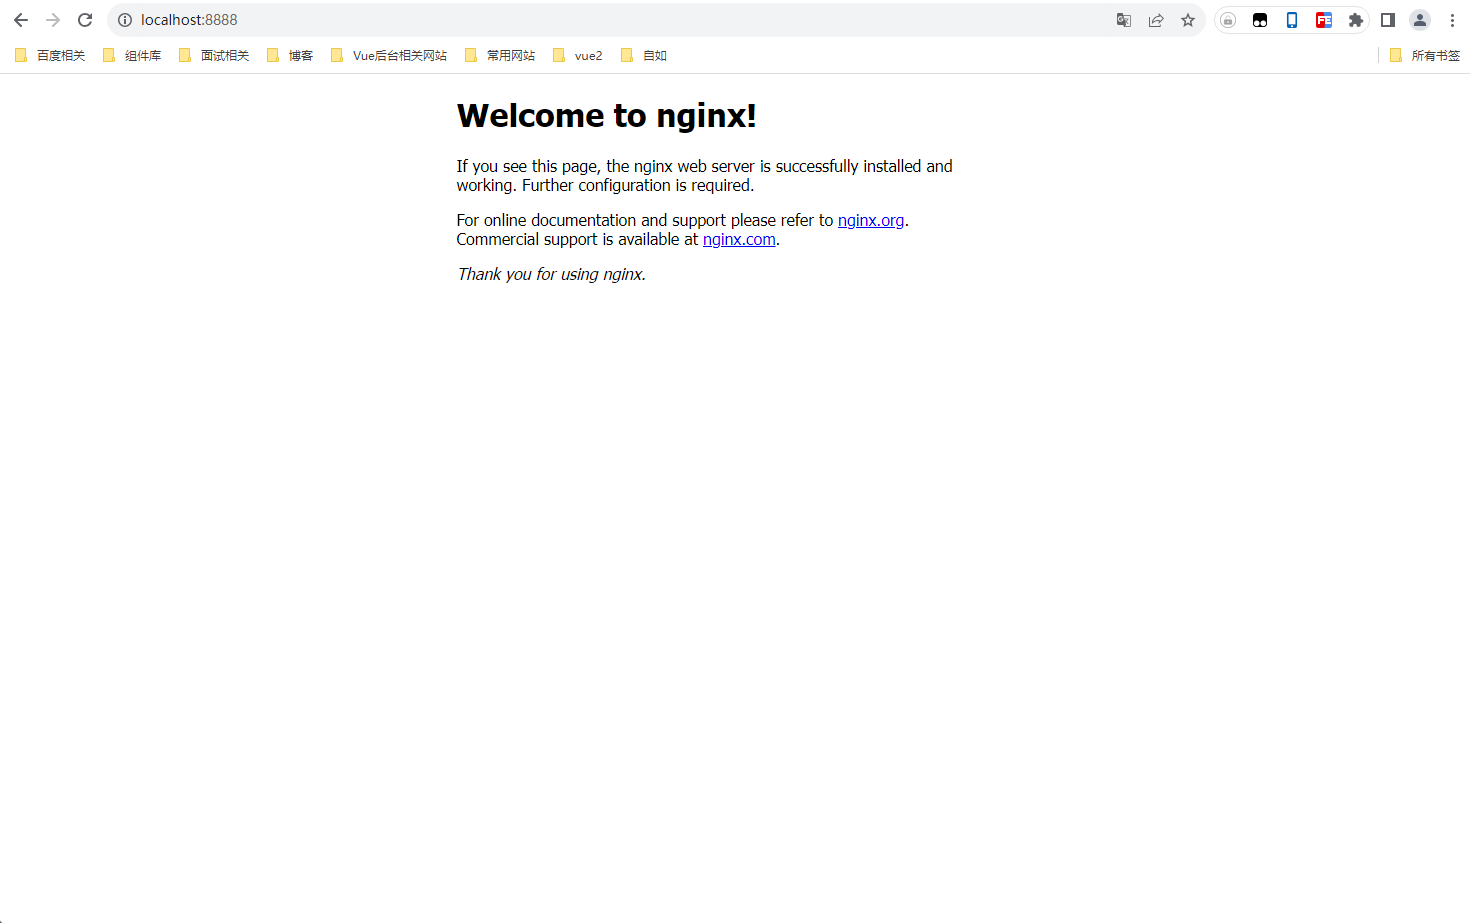 localhost:8888
百度相关 组件库 面试相关 博客 Vue后台相关网站 常用网站 vue2 自如 所有书签
Welcome to nginx!
If you see this page, the nginx web server is successfully installed and
working. Further configuration is required.
For online documentation and support please refer to nginx.org.
Commercial support is available at nginx.com.
Thank you for using nginx.